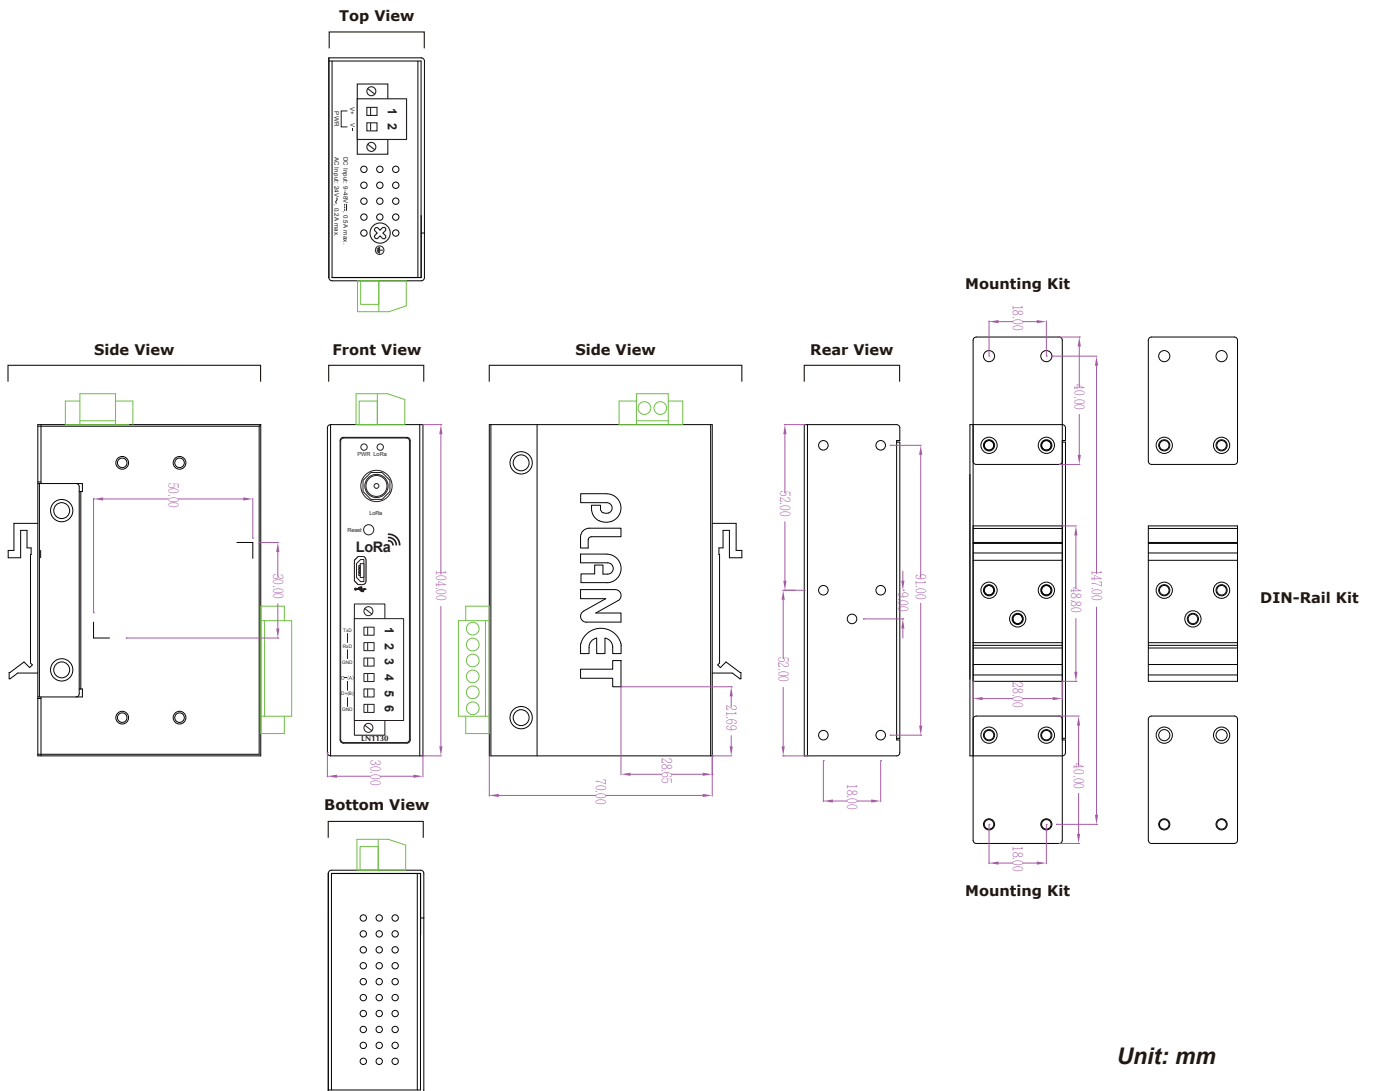 Top View
1
2
V+
V-
PWR
DC Input: 9-48V⎓, 0.5A max.
AC Input: 24V~, 0.2A max.
Mounting Kit
18.00
Side View
Front View
Side View
Rear View
40.00
50.00
30.00
PWR LoRa
LoRa
Reset
LoRa
104.00
TxD
RxD
GND
D-(A)
D+(B)
GND
1
2
3
4
5
6
LN1130
30.00
PLANET
21.69
28.65
70.00
52.00
52.00
91.00
9.00
18.00
147.00
48.80
28.00
DIN-Rail Kit
40.00
18.00
Mounting Kit
Bottom View
Unit: mm